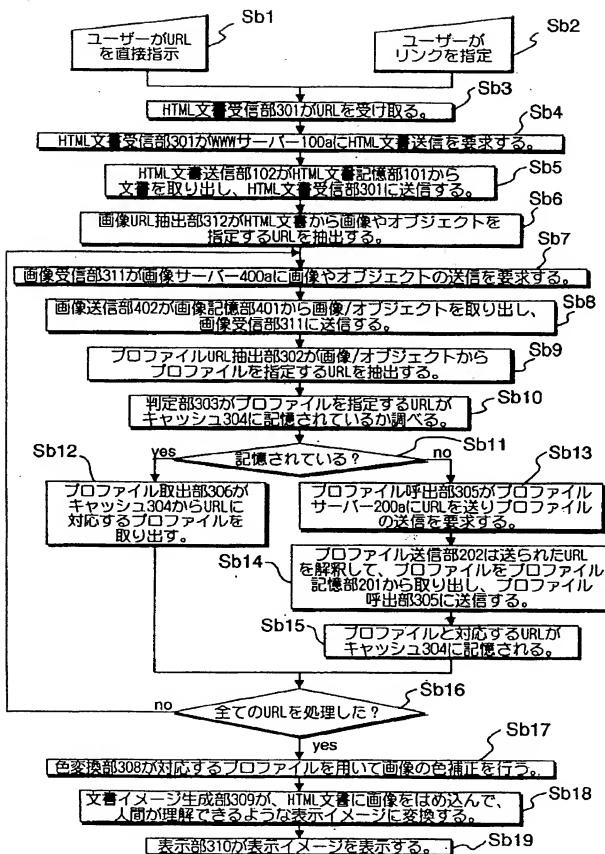 Sb1
ユーザーがURL
を直接指示
Sb2
ユーザーが
リンクを指定
Sb3
HTML文書受信部301がURLを受け取る。
Sb4
HTML文書受信部301がWWWサーバー100aにHTML文書送信を要求する。
Sb5
HTML文書送信部102がHTML文書記憶部101から
文書を取り出し、HTML文書受信部301に送信する。
Sb6
画像URL抽出部312がHTML文書から画像やオブジェクトを
指定するURLを抽出する。
Sb7
画像受信部311が画像サーバー400aに画像やオブジェクトの送信を要求する。
Sb8
画像送信部402が画像記憶部401から画像/オブジェクトを取り出し、
画像受信部311に送信する。
Sb9
プロファイルURL抽出部302が画像/オブジェクトから
プロファイルを指定するURLを抽出する。
Sb10
判定部303がプロファイルを指定するURLが
キャッシュ304に記憶されているか調べる。
Sb11
記憶されている?
yes
no
Sb12
プロファイル取出部306が
キャッシュ304からURLに
対応するプロファイルを
取り出す。
Sb13
プロファイル呼出部305がプロファイル
サーバー200aにURLを送りプロファイル
の送信を要求する。
Sb14
プロファイル送信部202は送られたURL
を解釈して、プロファイルをプロファイル
記憶部201から取り出し、プロファイル
呼出部305に送信する。
Sb15
プロファイルと対応するURLが
キャッシュ304に記憶される。
Sb16
全てのURLを処理した?
no
yes
Sb17
色変換部308が対応するプロファイルを用いて画像の色補正を行う。
Sb18
文書イメージ生成部309が、HTML文書に画像をはめ込んで、
人間が理解できるような表示イメージに変換する。
Sb19
表示部310が表示イメージを表示する。